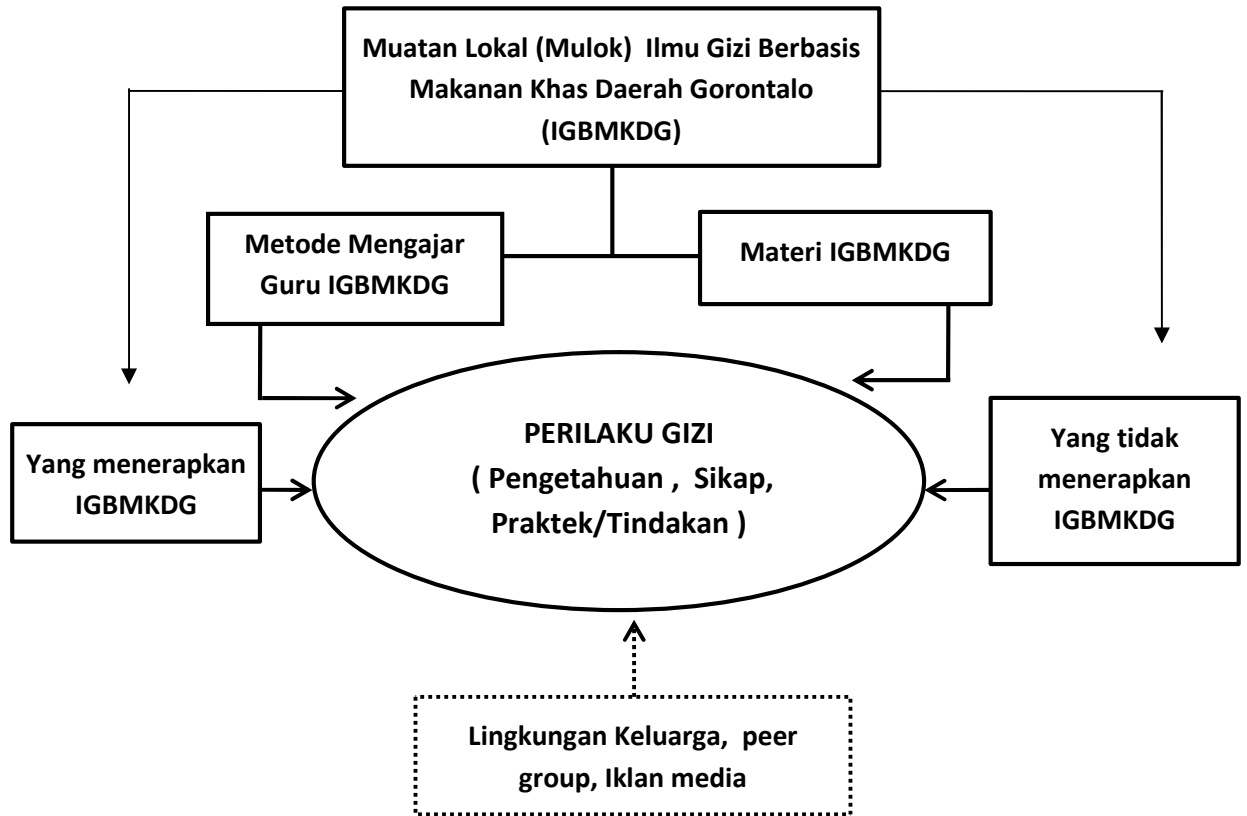 Muatan Lokal (Mulok) Ilmu Gizi Berbasis
Makanan Khas Daerah Gorontalo
(IGBMKDG)
Metode Mengajar
Guru IGBMKDG
Materi IGBMKDG
Yang menerapkan
IGBMKDG
PERILAKU GIZI
( Pengetahuan , Sikap,
Praktek/Tindakan )
Yang tidak
menerapkan
IGBMKDG
Lingkungan Keluarga, peer
group, Iklan media